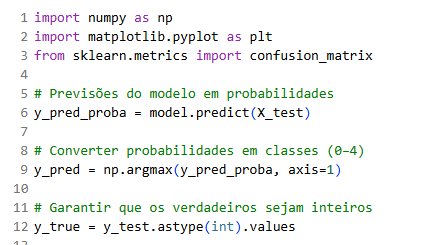 1 import numpy as np
2 import matplotlib.pyplot as plt
3 from sklearn.metrics import confusion_matrix
4
5 # Previsões do modelo em probabilidades
6 y_pred_proba = model.predict(X_test)
7
8 # Converter probabilidades em classes (0–4)
9 y_pred = np.argmax(y_pred_proba, axis=1)
10
11 # Garantir que os verdadeiros sejam inteiros
12 y_true = y_test.astype(int).values